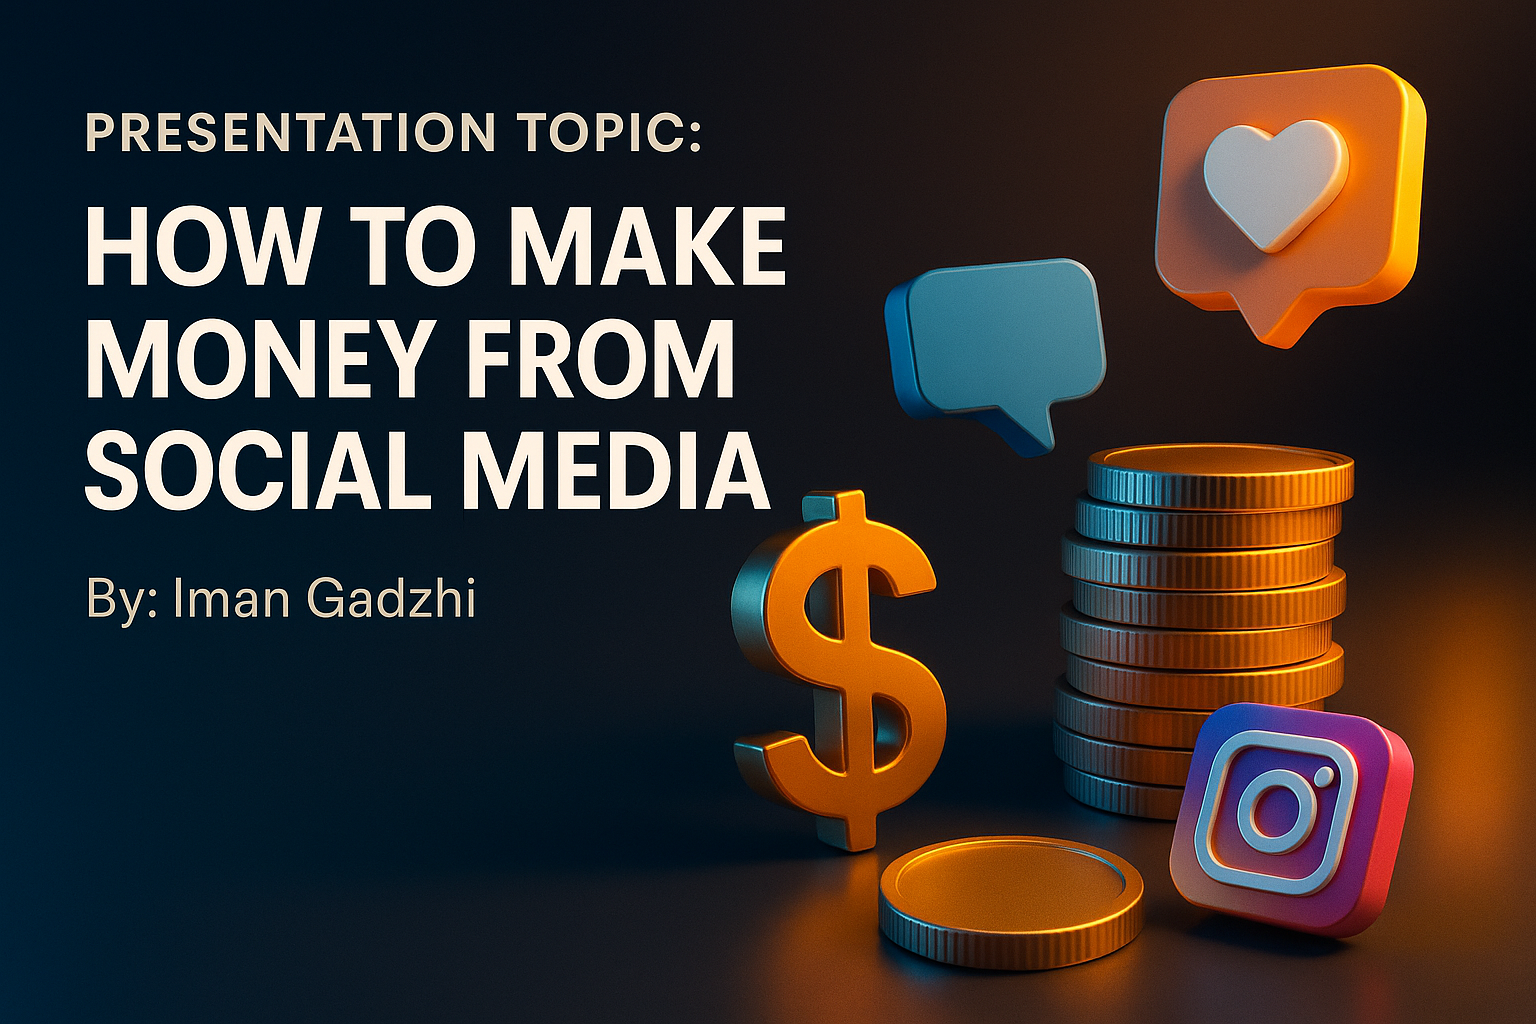 PRESENTATION TOPIC:
HOW TO MAKE
MONEY FROM
SOCIAL MEDIA
By: Iman Gadzhi